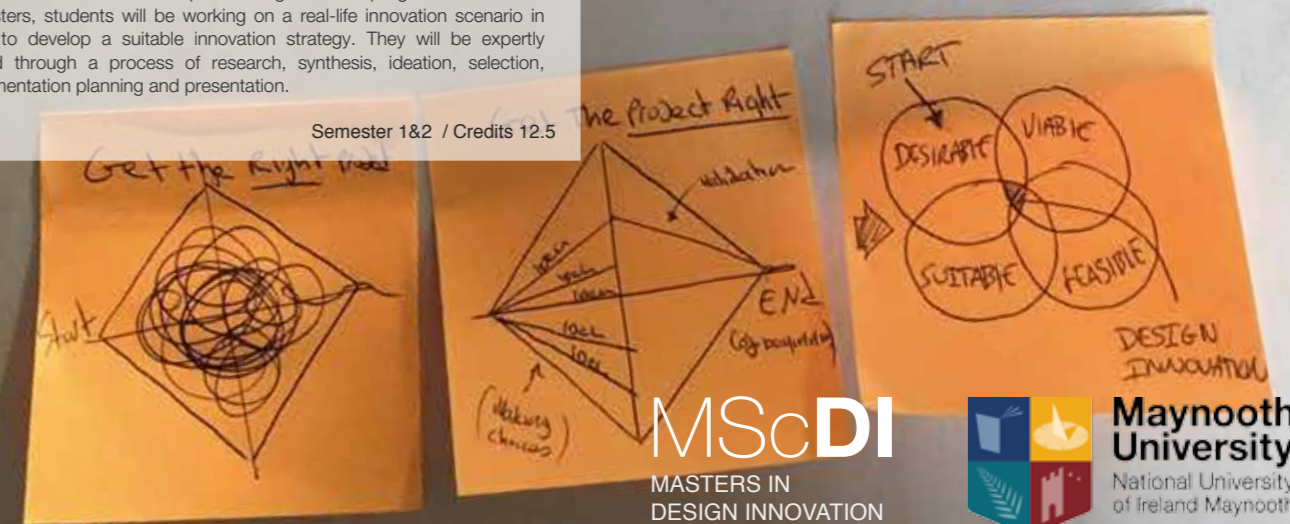 sters, students will be working on a real-life innovation scenario in
to develop a suitable innovation strategy. They will be expertly
through a process of research, synthesis, ideation, selection,
mentation planning and presentation.
Semester 1&2 / Credits 12.5
Get the Right
Start
The Project Right
validation
END
(Making
choices)
START
DESIRABLE
VIABLE
SUITABLE
FEASIBLE
DESIGN
INNOVATION
MScDI
MASTERS IN
DESIGN INNOVATION
Maynooth
University
National University
of Ireland Maynooth